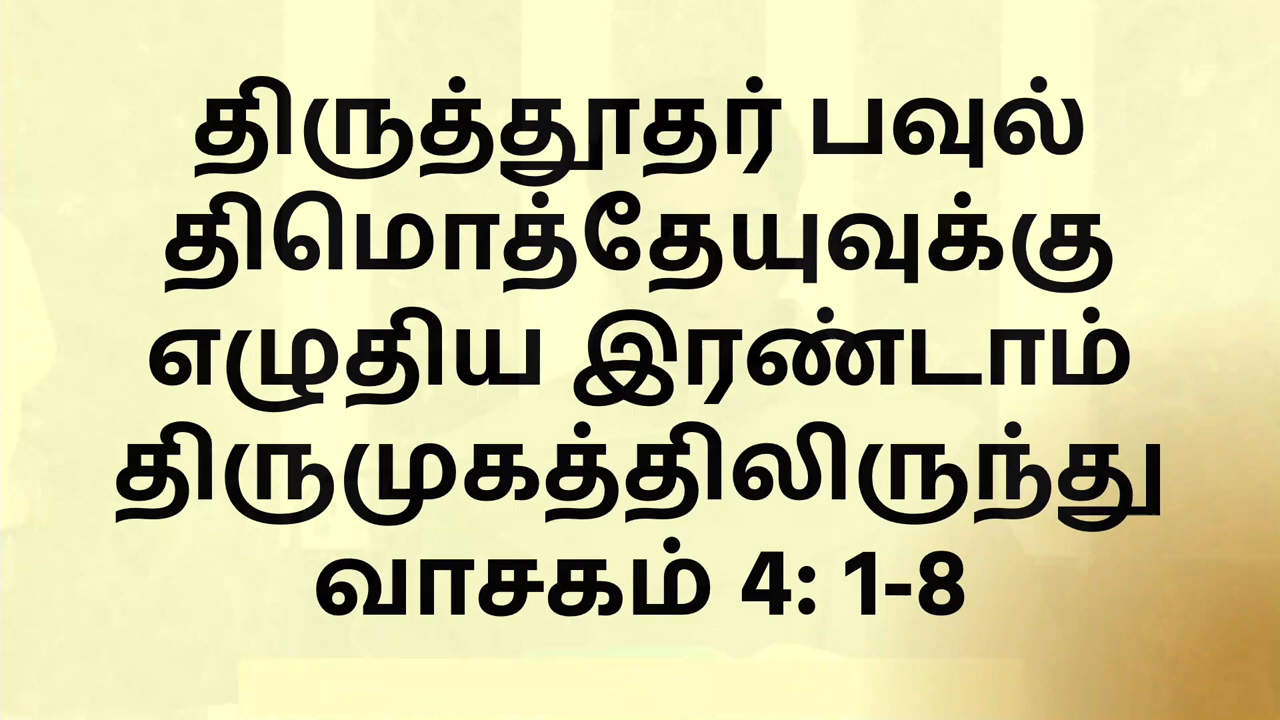 திருத்தூதர் பவுல்
திமொத்தேயுவுக்கு
எழுதிய இரண்டாம்
திருமுகத்திலிருந்து
வாசகம் 4: 1-8